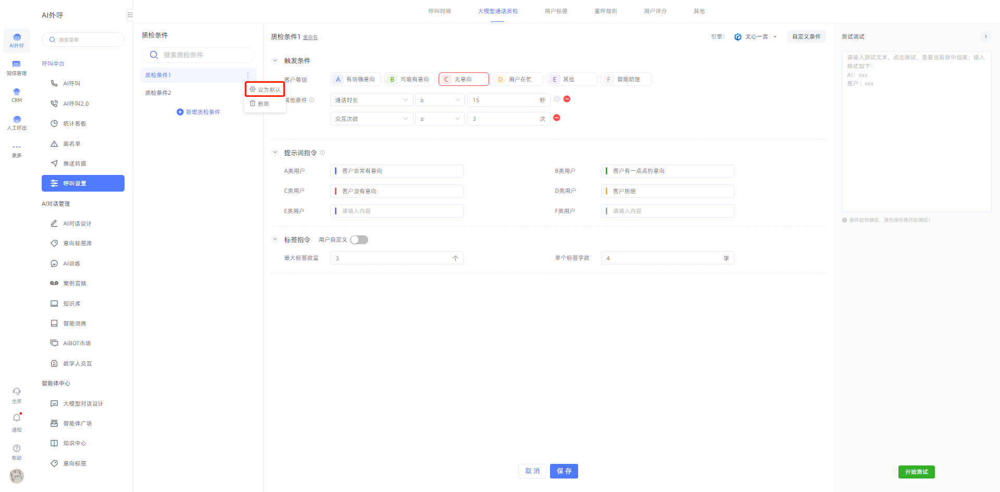 AI外呼
短信管理
CRM
人工呼出
更多
坐席
通知
帮助
AI外呼
搜索菜单
呼叫中台
AI呼叫
AI呼叫2.0
统计看板
黑名单
推送转接
呼叫设置
AI对话管理
AI对话设计
意向标签库
AI训练
案例音频
知识库
智能词典
AiBOT市场
数字人交互
智能体中心
大模型对话设计
智能体广场
知识中心
意向标签
呼叫时间
大模型通话质检
用户标签
重呼规则
用户评分
其他
质检条件
搜索质检条件
质检条件1
质检条件2
新增质检条件
设为默认
删除
质检条件1 重命名
引擎：
文心一言
自定义条件
触发条件
客户等级
A 有明确意向
B 可能有意向
C 无意向
D 用户在忙
E 其他
F 智能助理
其他条件
通话时长
≥
15
秒
交互次数
≥
3
次
提示词指令
A类用户
客户非常有意向
B类用户
客户有一点点的意向
C类用户
客户没有意向
D类用户
客户拒绝
E类用户
请输入内容
F类用户
请输入内容
标签指令
用户自定义
最大标签数量
3
个
单个标签字数
4
字
取 消
保 存
测试调试
请输入测试文本，点击测试，查看当前命中结果；输入
格式如下：
AI：xxx
客户：xxx
条件如有修改，请先保存再开始测试！
开始测试